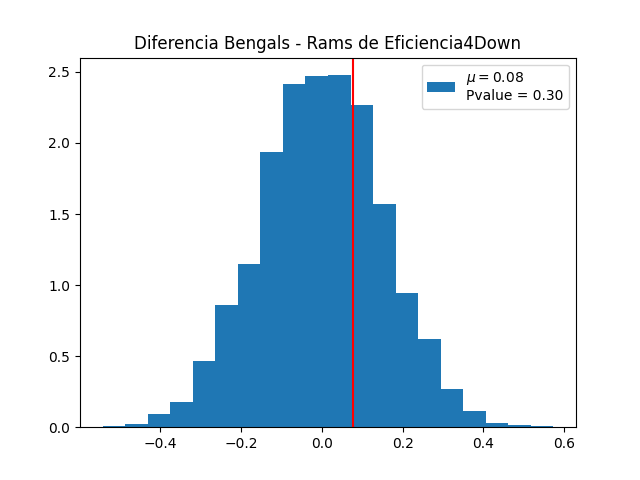 Diferencia Bengals - Rams de Eficiencia4Down
μ = 0.08
Pvalue = 0.30
2.5
2.0
1.5
1.0
0.5
0.0
−0.4 −0.2 0.0 0.2 0.4 0.6